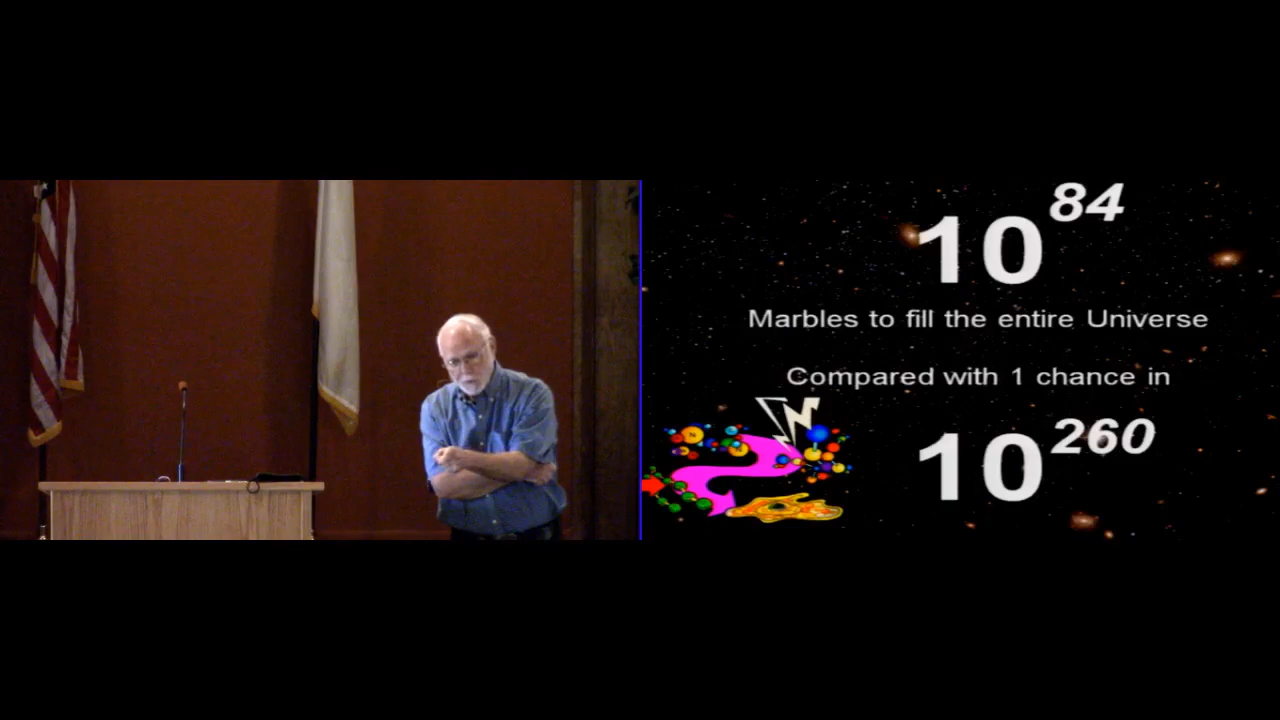 10^84
Marbles to fill the entire Universe
Compared with 1 chance in
10^260